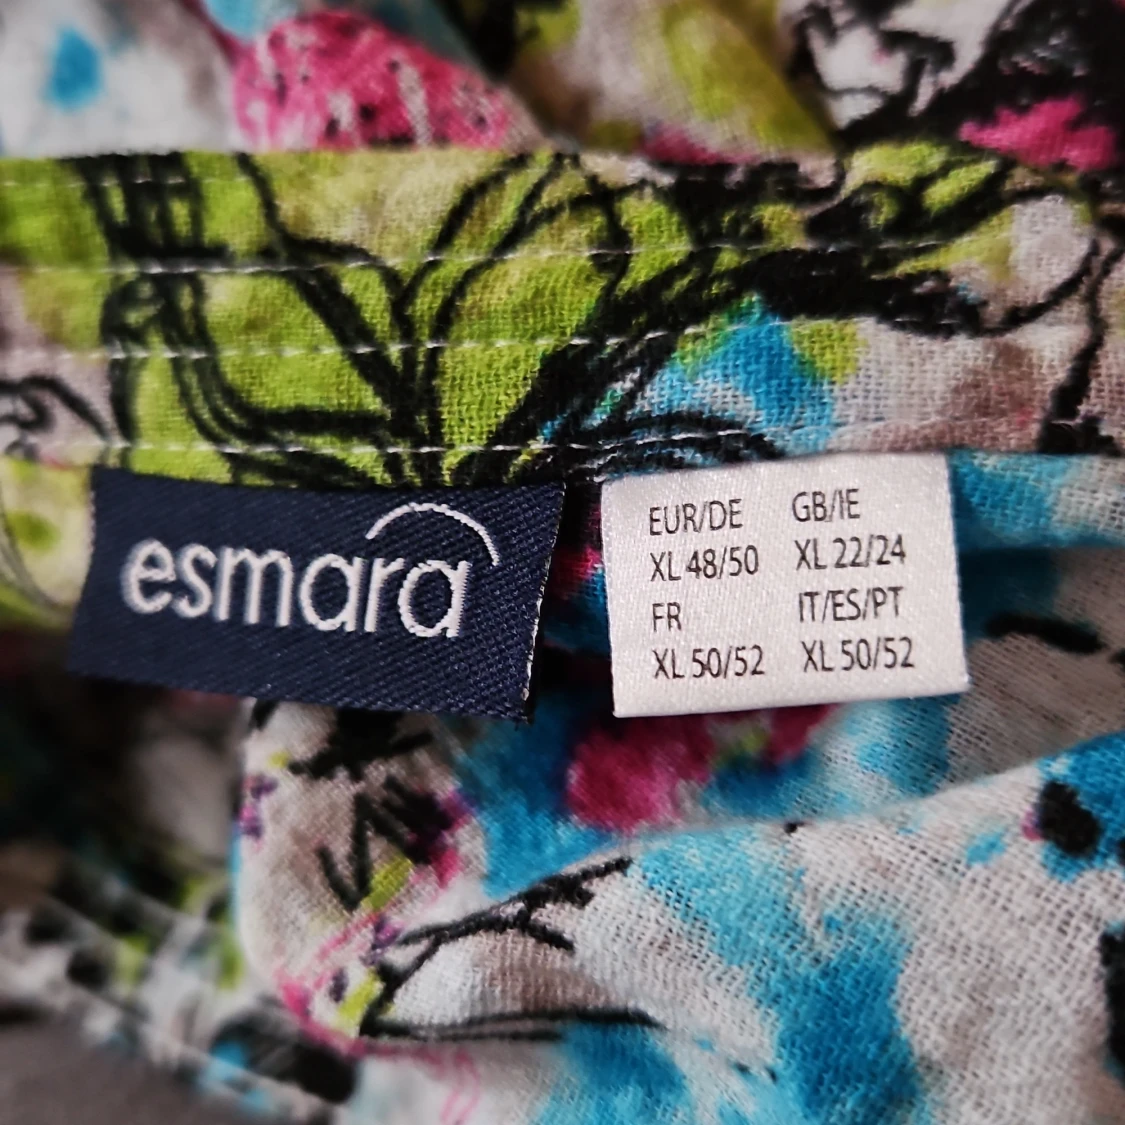 esmara
EUR/DE GB/IE
XL 48/50 XL 22/24
FR IT/ES/PT
XL 50/52 XL 50/52